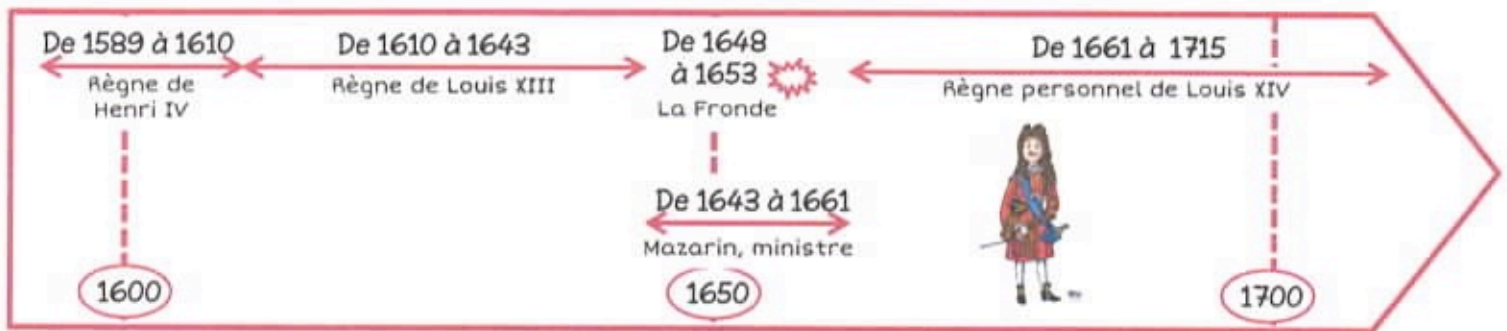 De 1589 à 1610
Règne de
Henri IV
De 1610 à 1643
Règne de Louis XIII
De 1648
à 1653
La Fronde
De 1643 à 1661
Mazarin, ministre
De 1661 à 1715
Règne personnel de Louis XIV
1600
1650
1700